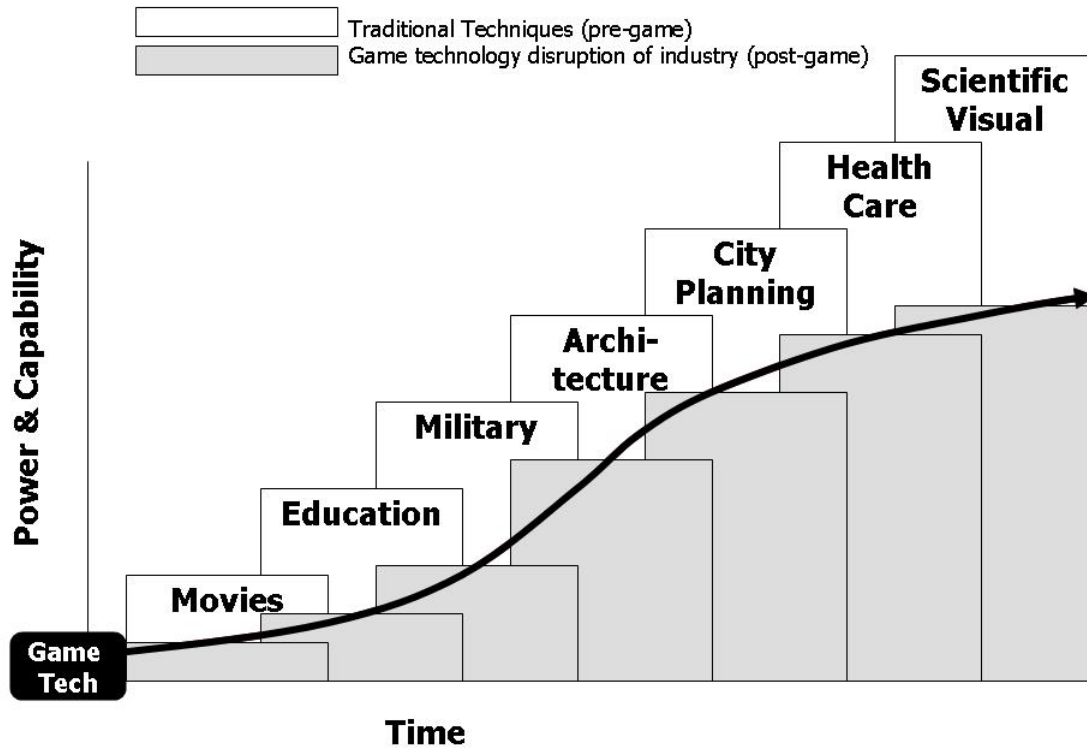 Traditional Techniques (pre-game)
Game technology disruption of industry (post-game)
Scientific
Visual
Health
Care
City
Planning
Archi-
tecture
Military
Education
Movies
Power & Capability
Game
Tech
Time